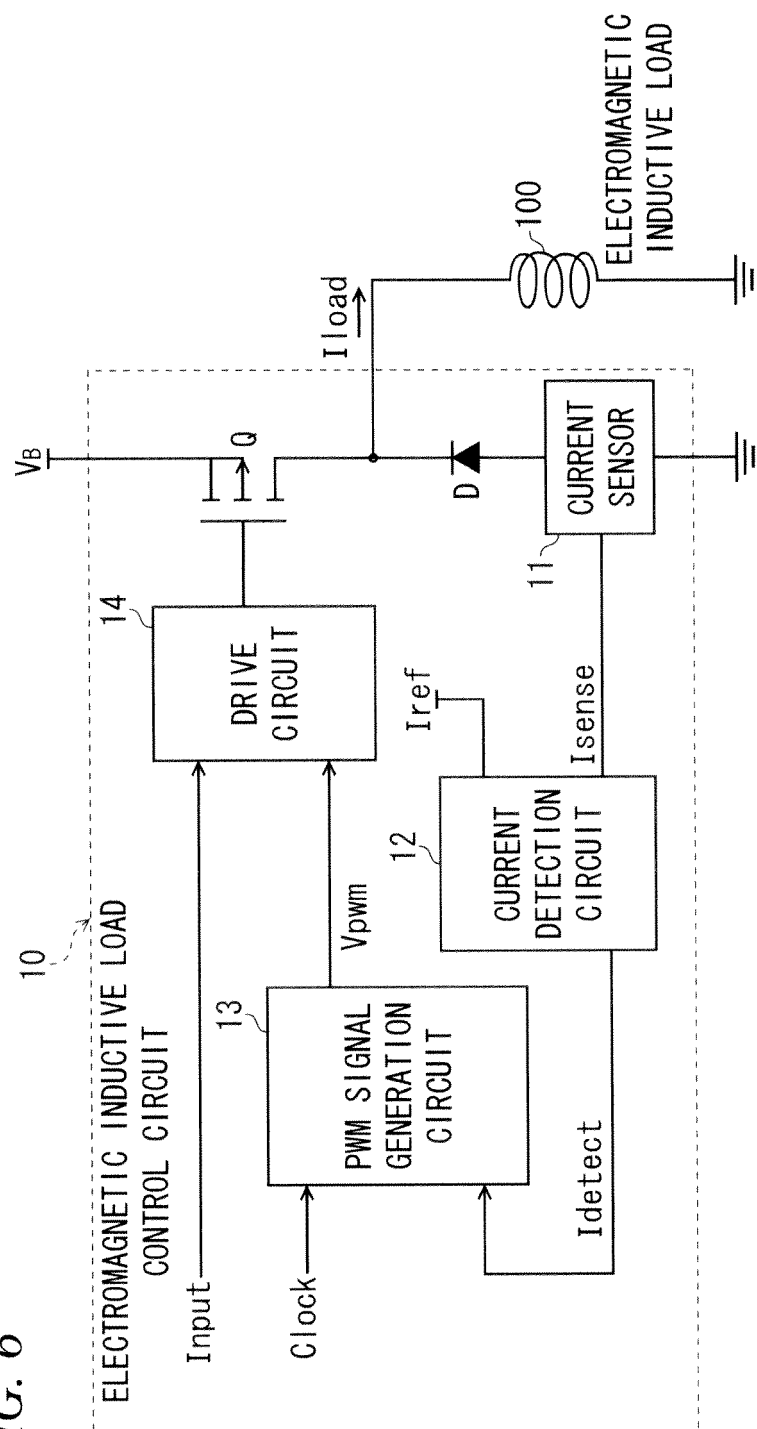 FIG. 6
10
ELECTROMAGNETIC INDUCTIVE LOAD
CONTROL CIRCUIT
Input
Clock
13
PWM SIGNAL
GENERATION
CIRCUIT
Vpwm
14
DRIVE
CIRCUIT
VB
Q
Iload
100
ELECTROMAGNETIC
INDUCTIVE LOAD
D
12
CURRENT
DETECTION
CIRCUIT
Iref
Isense
11
CURRENT
SENSOR
Idetect